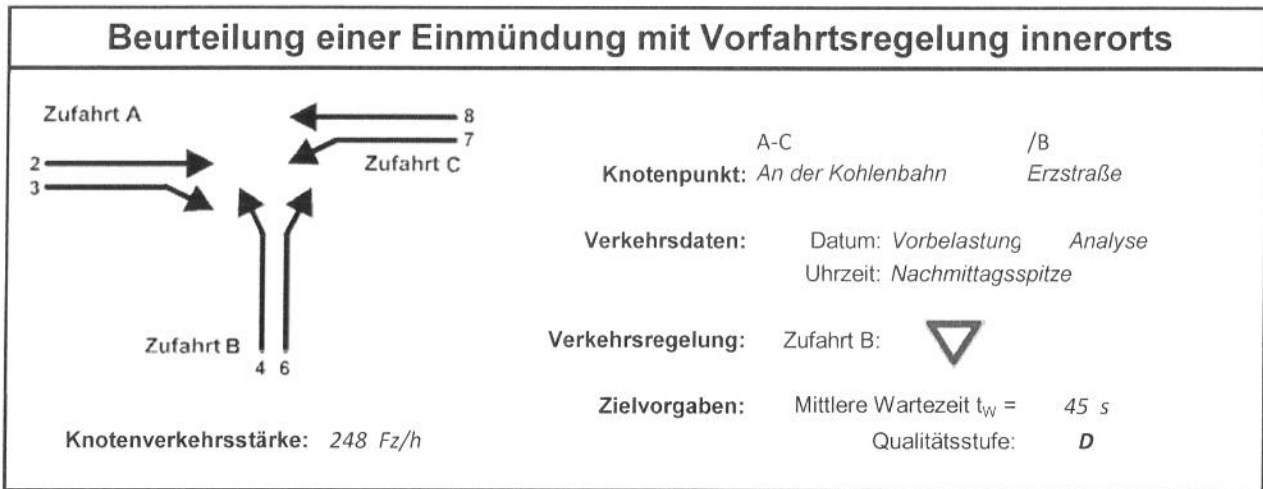 Beurteilung einer Einmündung mit Vorfahrtsregelung innerorts
Zufahrt A
8
7
2
Zufahrt C
3
Zufahrt B
4 6
Knotenverkehrsstärke: 248 Fz/h
A-C /B
Knotenpunkt: An der Kohlenbahn Erzstraße
Verkehrsdaten: Datum: Vorbelastung Analyse
Uhrzeit: Nachmittagsspitze
Verkehrsregelung: Zufahrt B:
Zielvorgaben: Mittlere Wartezeit tW = 45 s
Qualitätsstufe: D